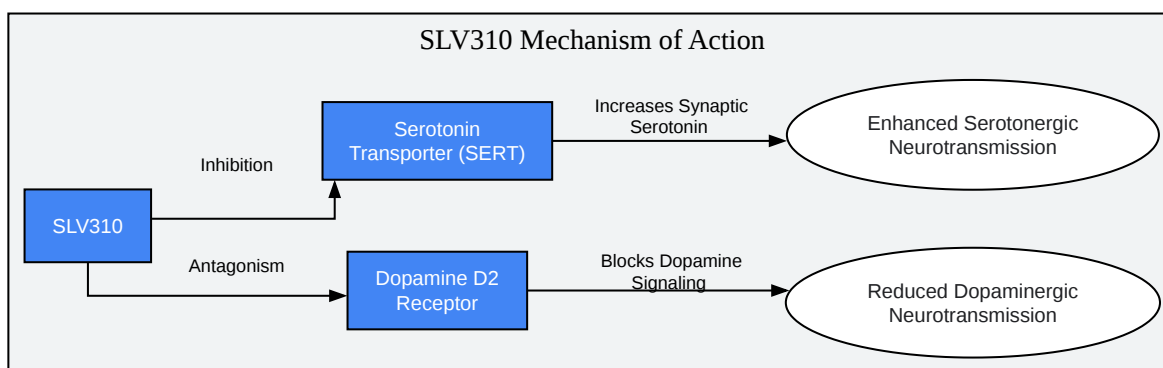 SLV310 Mechanism of Action
Increases Synaptic
Serotonin
Serotonin
Transporter (SERT)
Enhanced Serotonergic
Neurotransmission
Inhibition
SLV310
Antagonism
Dopamine D2
Receptor
Blocks Dopamine
Signaling
Reduced Dopaminergic
Neurotransmission